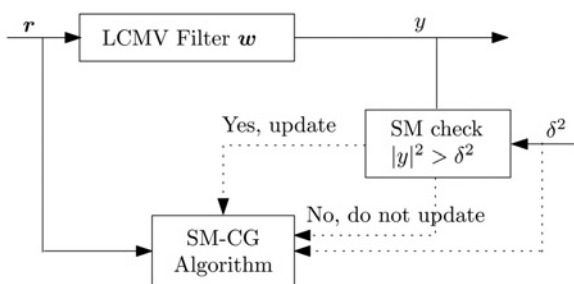 r
LCMV Filter w
y
Yes, update
SM check
|y|² > δ²
δ²
No, do not update
SM-CG
Algorithm